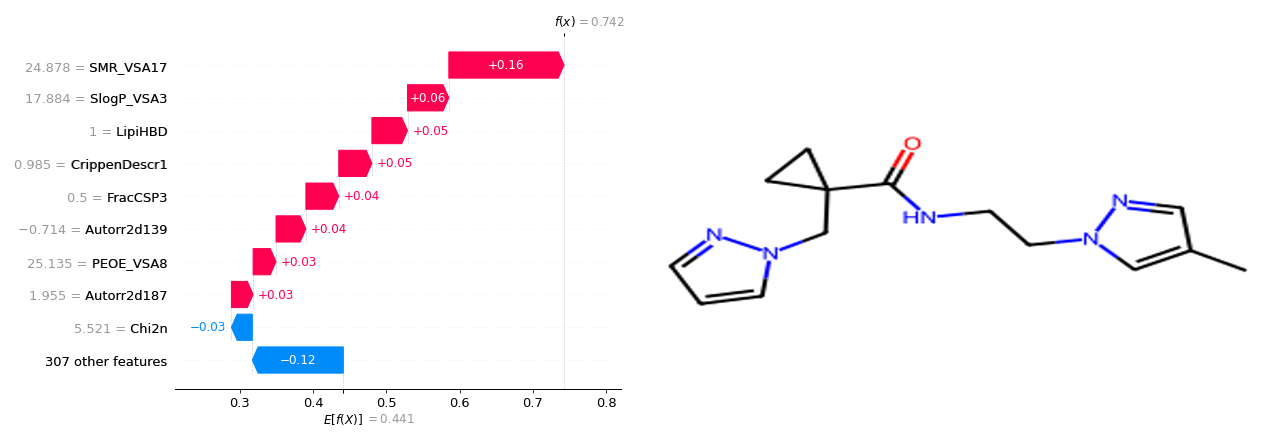 f(x) = 0.742
24.878 = SMR_VSA17
+0.16
17.884 = SlogP_VSA3
+0.06
1 = LipiHBD
+0.05
0.985 = CrippenDescr1
+0.05
0.5 = FracCSP3
+0.04
−0.714 = Autorr2d139
+0.04
25.135 = PEOE_VSA8
+0.03
1.955 = Autorr2d187
+0.03
5.521 = Chi2n
−0.03
307 other features
−0.12
0.3 0.4 0.5 0.6 0.7 0.8
E[f(X)] = 0.441
O
N
HN
N
N
N